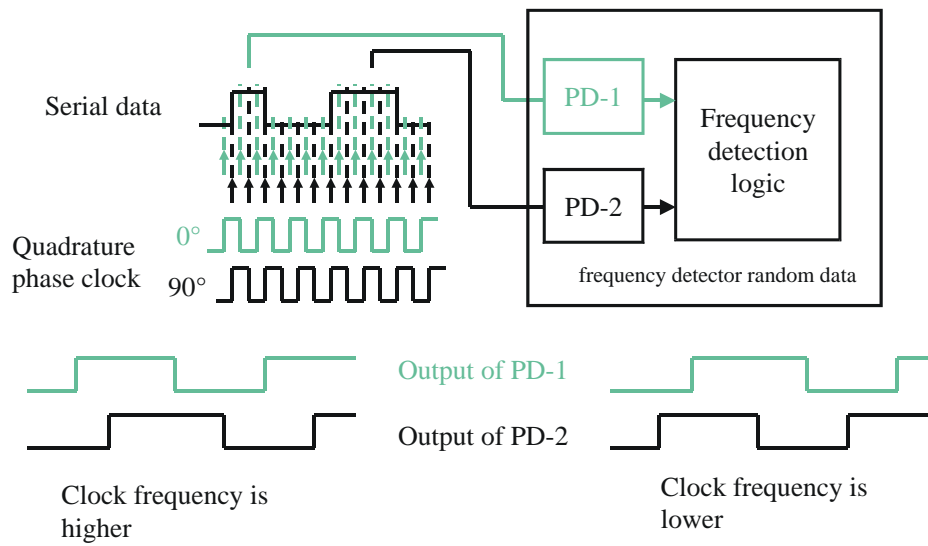 Serial data
PD-1
Frequency
detection
logic
PD-2
frequency detector random data
Quadrature
phase clock
0°
90°
Output of PD-1
Output of PD-2
Clock frequency is
higher
Clock frequency is
lower